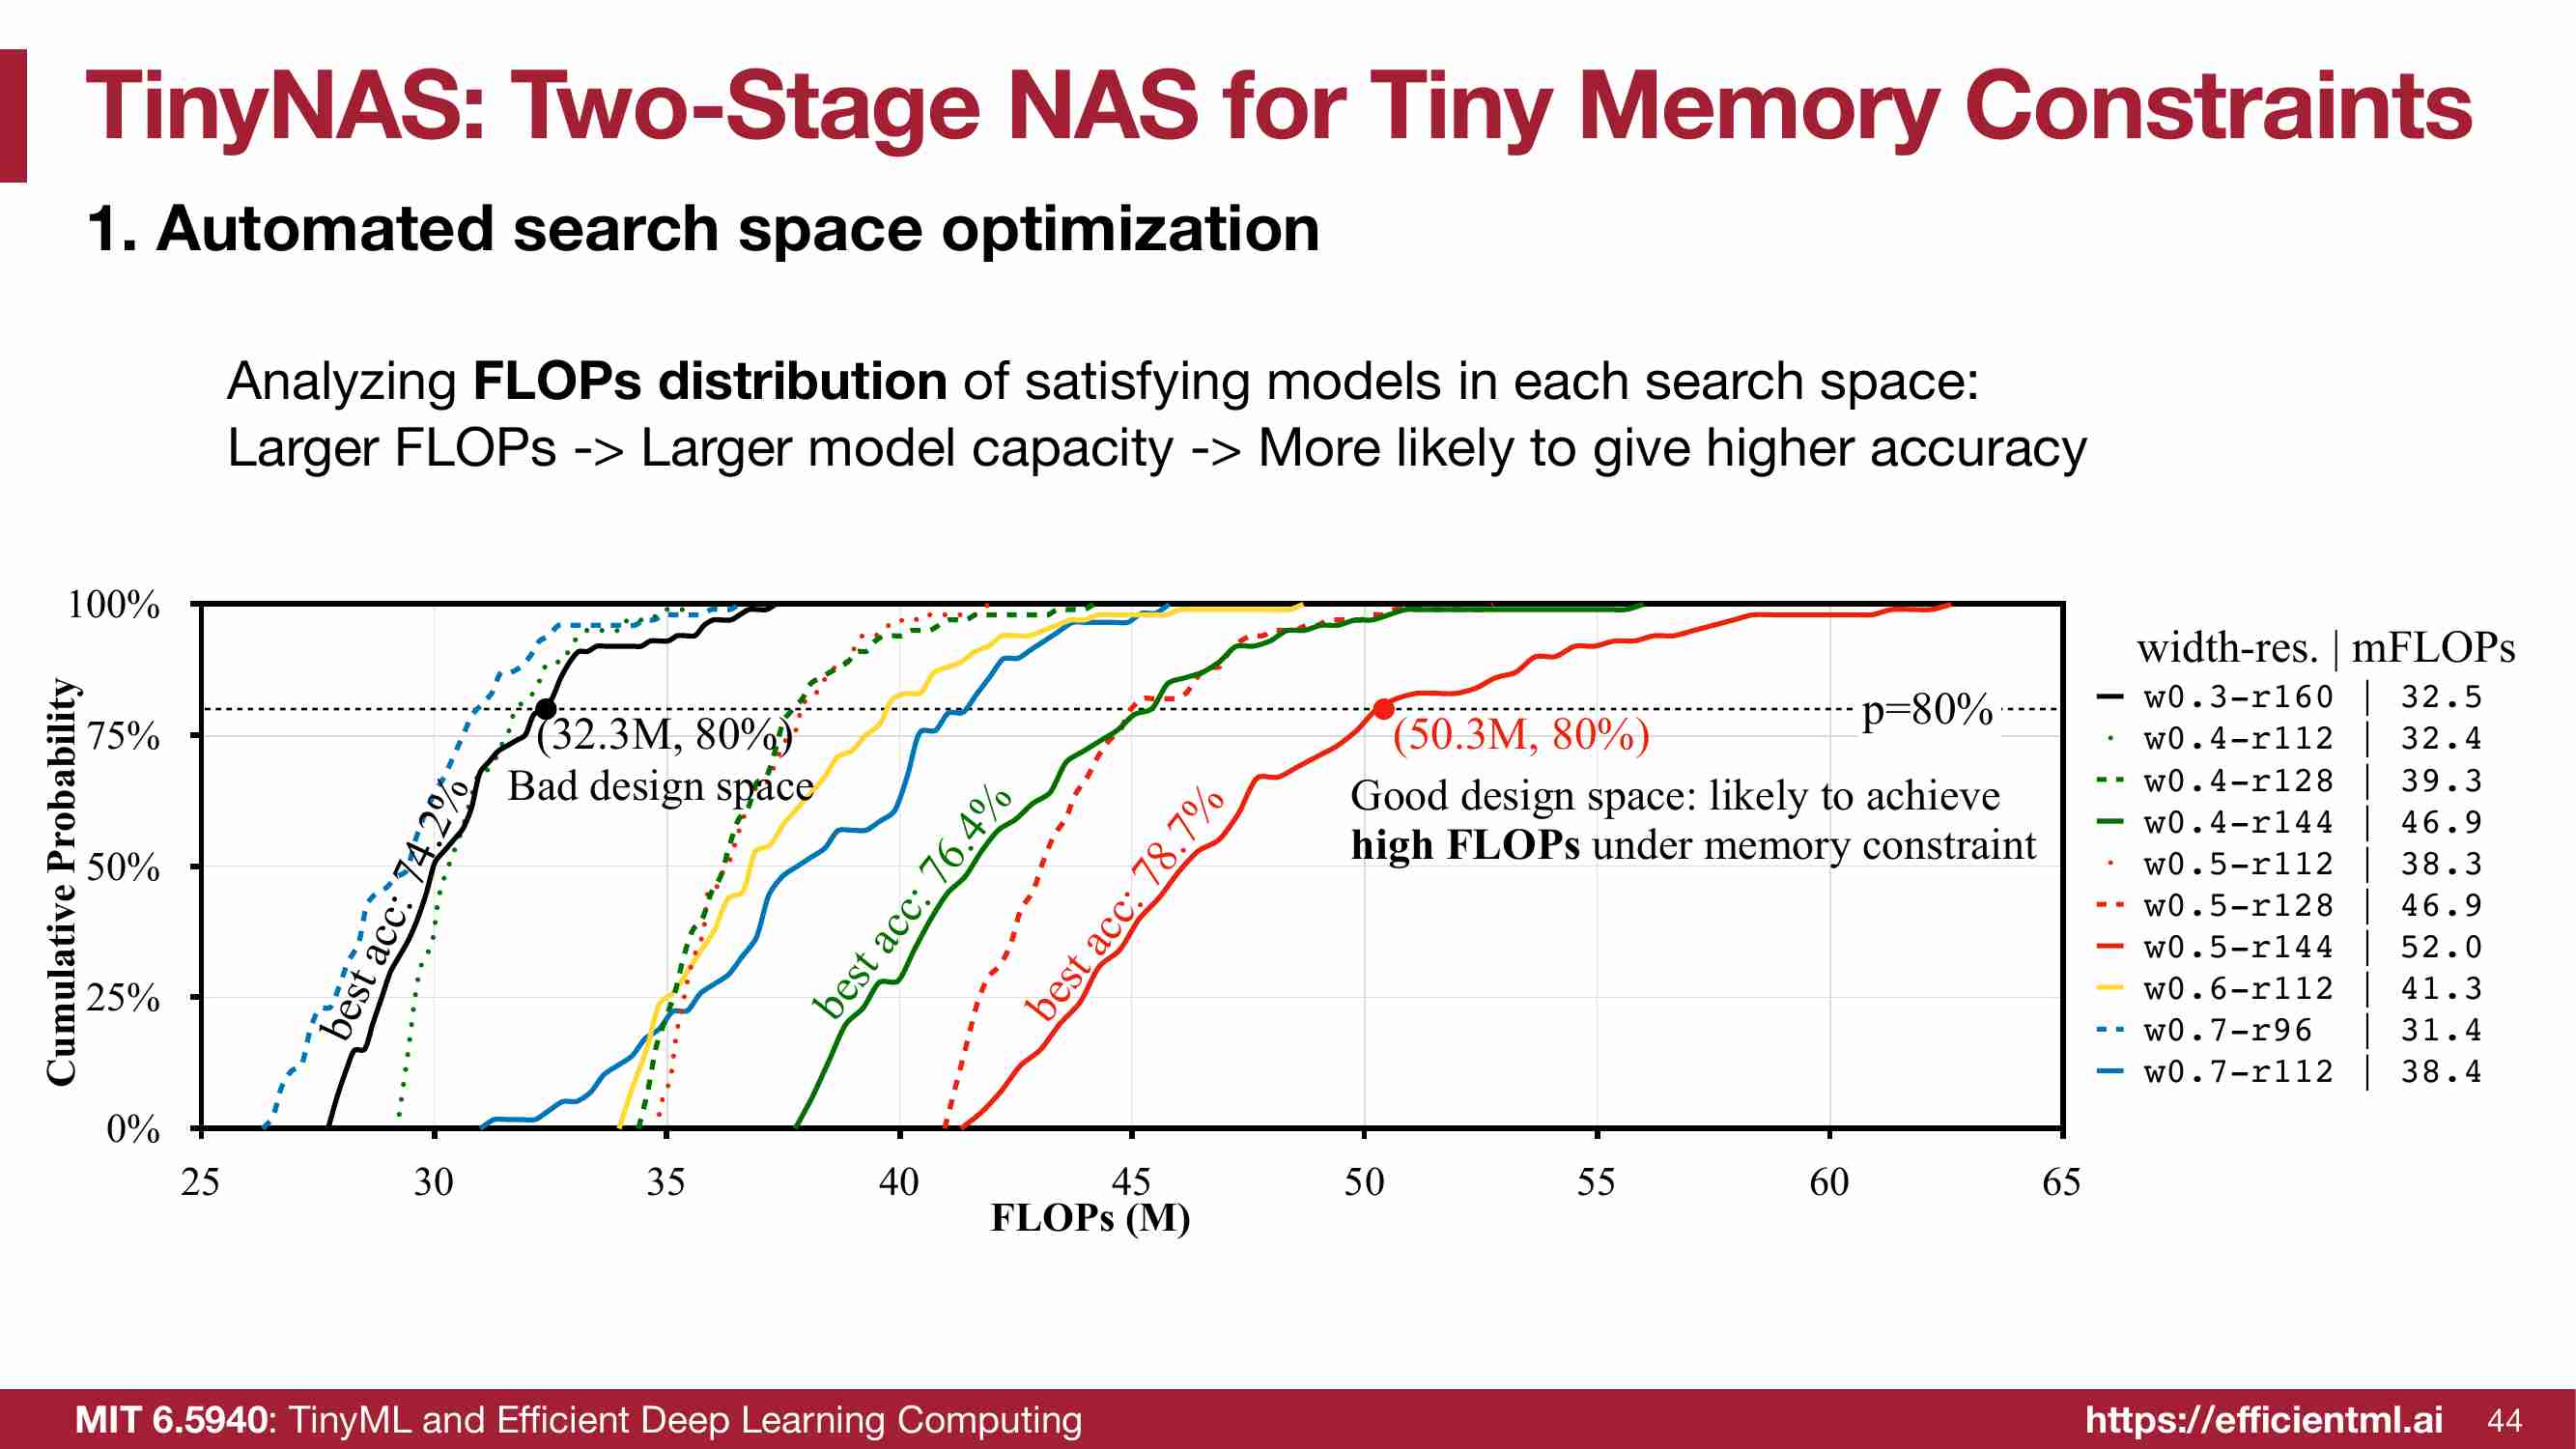 TinyNAS: Two-Stage NAS for Tiny Memory Constraints
1. Automated search space optimization
Analyzing FLOPs distribution of satisfying models in each search space:
Larger FLOPs -> Larger model capacity -> More likely to give higher accuracy
Cumulative Probability
100%
75%
50%
25%
0%
25 30 35 40 45 50 55 60 65
FLOPs (M)
p=80%
(32.3M, 80%)
Bad design space
(50.3M, 80%)
Good design space: likely to achieve
high FLOPs under memory constraint
best acc: 74.2%
best acc: 76.4%
best acc: 78.7%
width-res. | mFLOPs
w0.3-r160 | 32.5
w0.4-r112 | 32.4
w0.4-r128 | 39.3
w0.4-r144 | 46.9
w0.5-r112 | 38.3
w0.5-r128 | 46.9
w0.5-r144 | 52.0
w0.6-r112 | 41.3
w0.7-r96 | 31.4
w0.7-r112 | 38.4
MIT 6.5940: TinyML and Efficient Deep Learning Computing
https://efficientml.ai 44